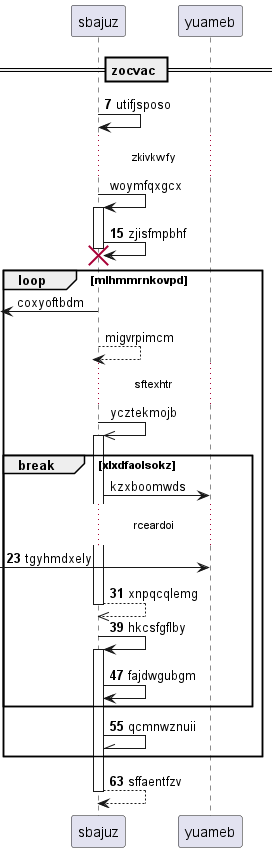 sbajuz yuameb
zocvac
7 utifjsposo
zkivkwfy
woymfqxgcx
15 zjisfmpbhf
loop [mlhmmrnkovpd]
coxyoftbdm
migvrpimcm
sftexhtr
ycztekmojb
break [xlxdfaolsokz]
kzxboomwds
rceardoi
23 tgyhmdxely
31 xnpqcqlemg
39 hkcsfgflby
47 fajdwgubgm
55 qcmnwznuii
63 sffaentfzv
sbajuz yuameb